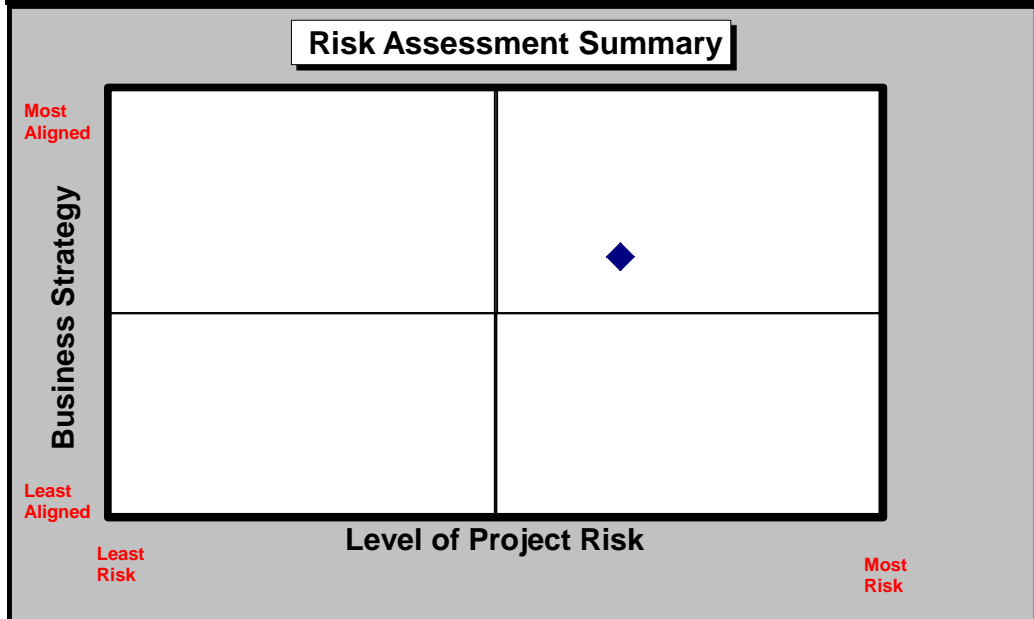 Risk Assessment Summary
Most
Aligned
Business Strategy
Least
Aligned
Level of Project Risk
Least
Risk
Most
Risk